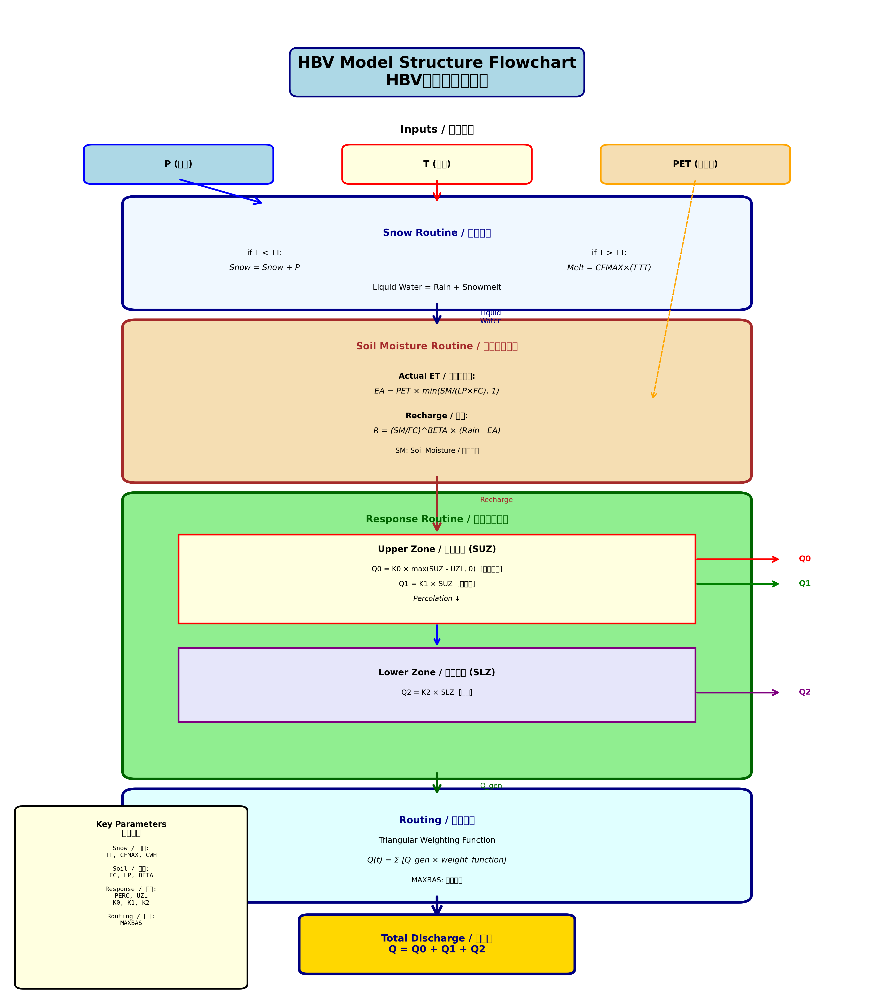 HBV Model Structure Flowchart
HBV
Inputs /
P ()
T ()
PET ()
Snow Routine /
if T < TT:
Snow = Snow + P
if T > TT:
Melt = CFMAX×(T-TT)
Liquid Water = Rain + Snowmelt
Liquid
Water
Soil Moisture Routine /
Actual ET / :
EA = PET × min(SM/(LP×FC), 1)
Recharge / :
R = (SM/FC)^BETA × (Rain - EA)
SM: Soil Moisture /
Recharge
Response Routine /
Upper Zone / (SUZ)
Q0 = K0 × max(SUZ - UZL, 0) []
Q1 = K1 × SUZ []
Percolation ↓
Q0
Q1
Lower Zone / (SLZ)
Q2 = K2 × SLZ []
Q2
Q_gen
Routing /
Triangular Weighting Function
Q(t) = Σ [Q_gen × weight_function]
MAXBAS:
Key Parameters
Snow / :
TT, CFMAX, CWH
Soil / :
FC, LP, BETA
Response / :
PERC, UZL
K0, K1, K2
Routing / :
MAXBAS
Total Discharge /
Q = Q0 + Q1 + Q2